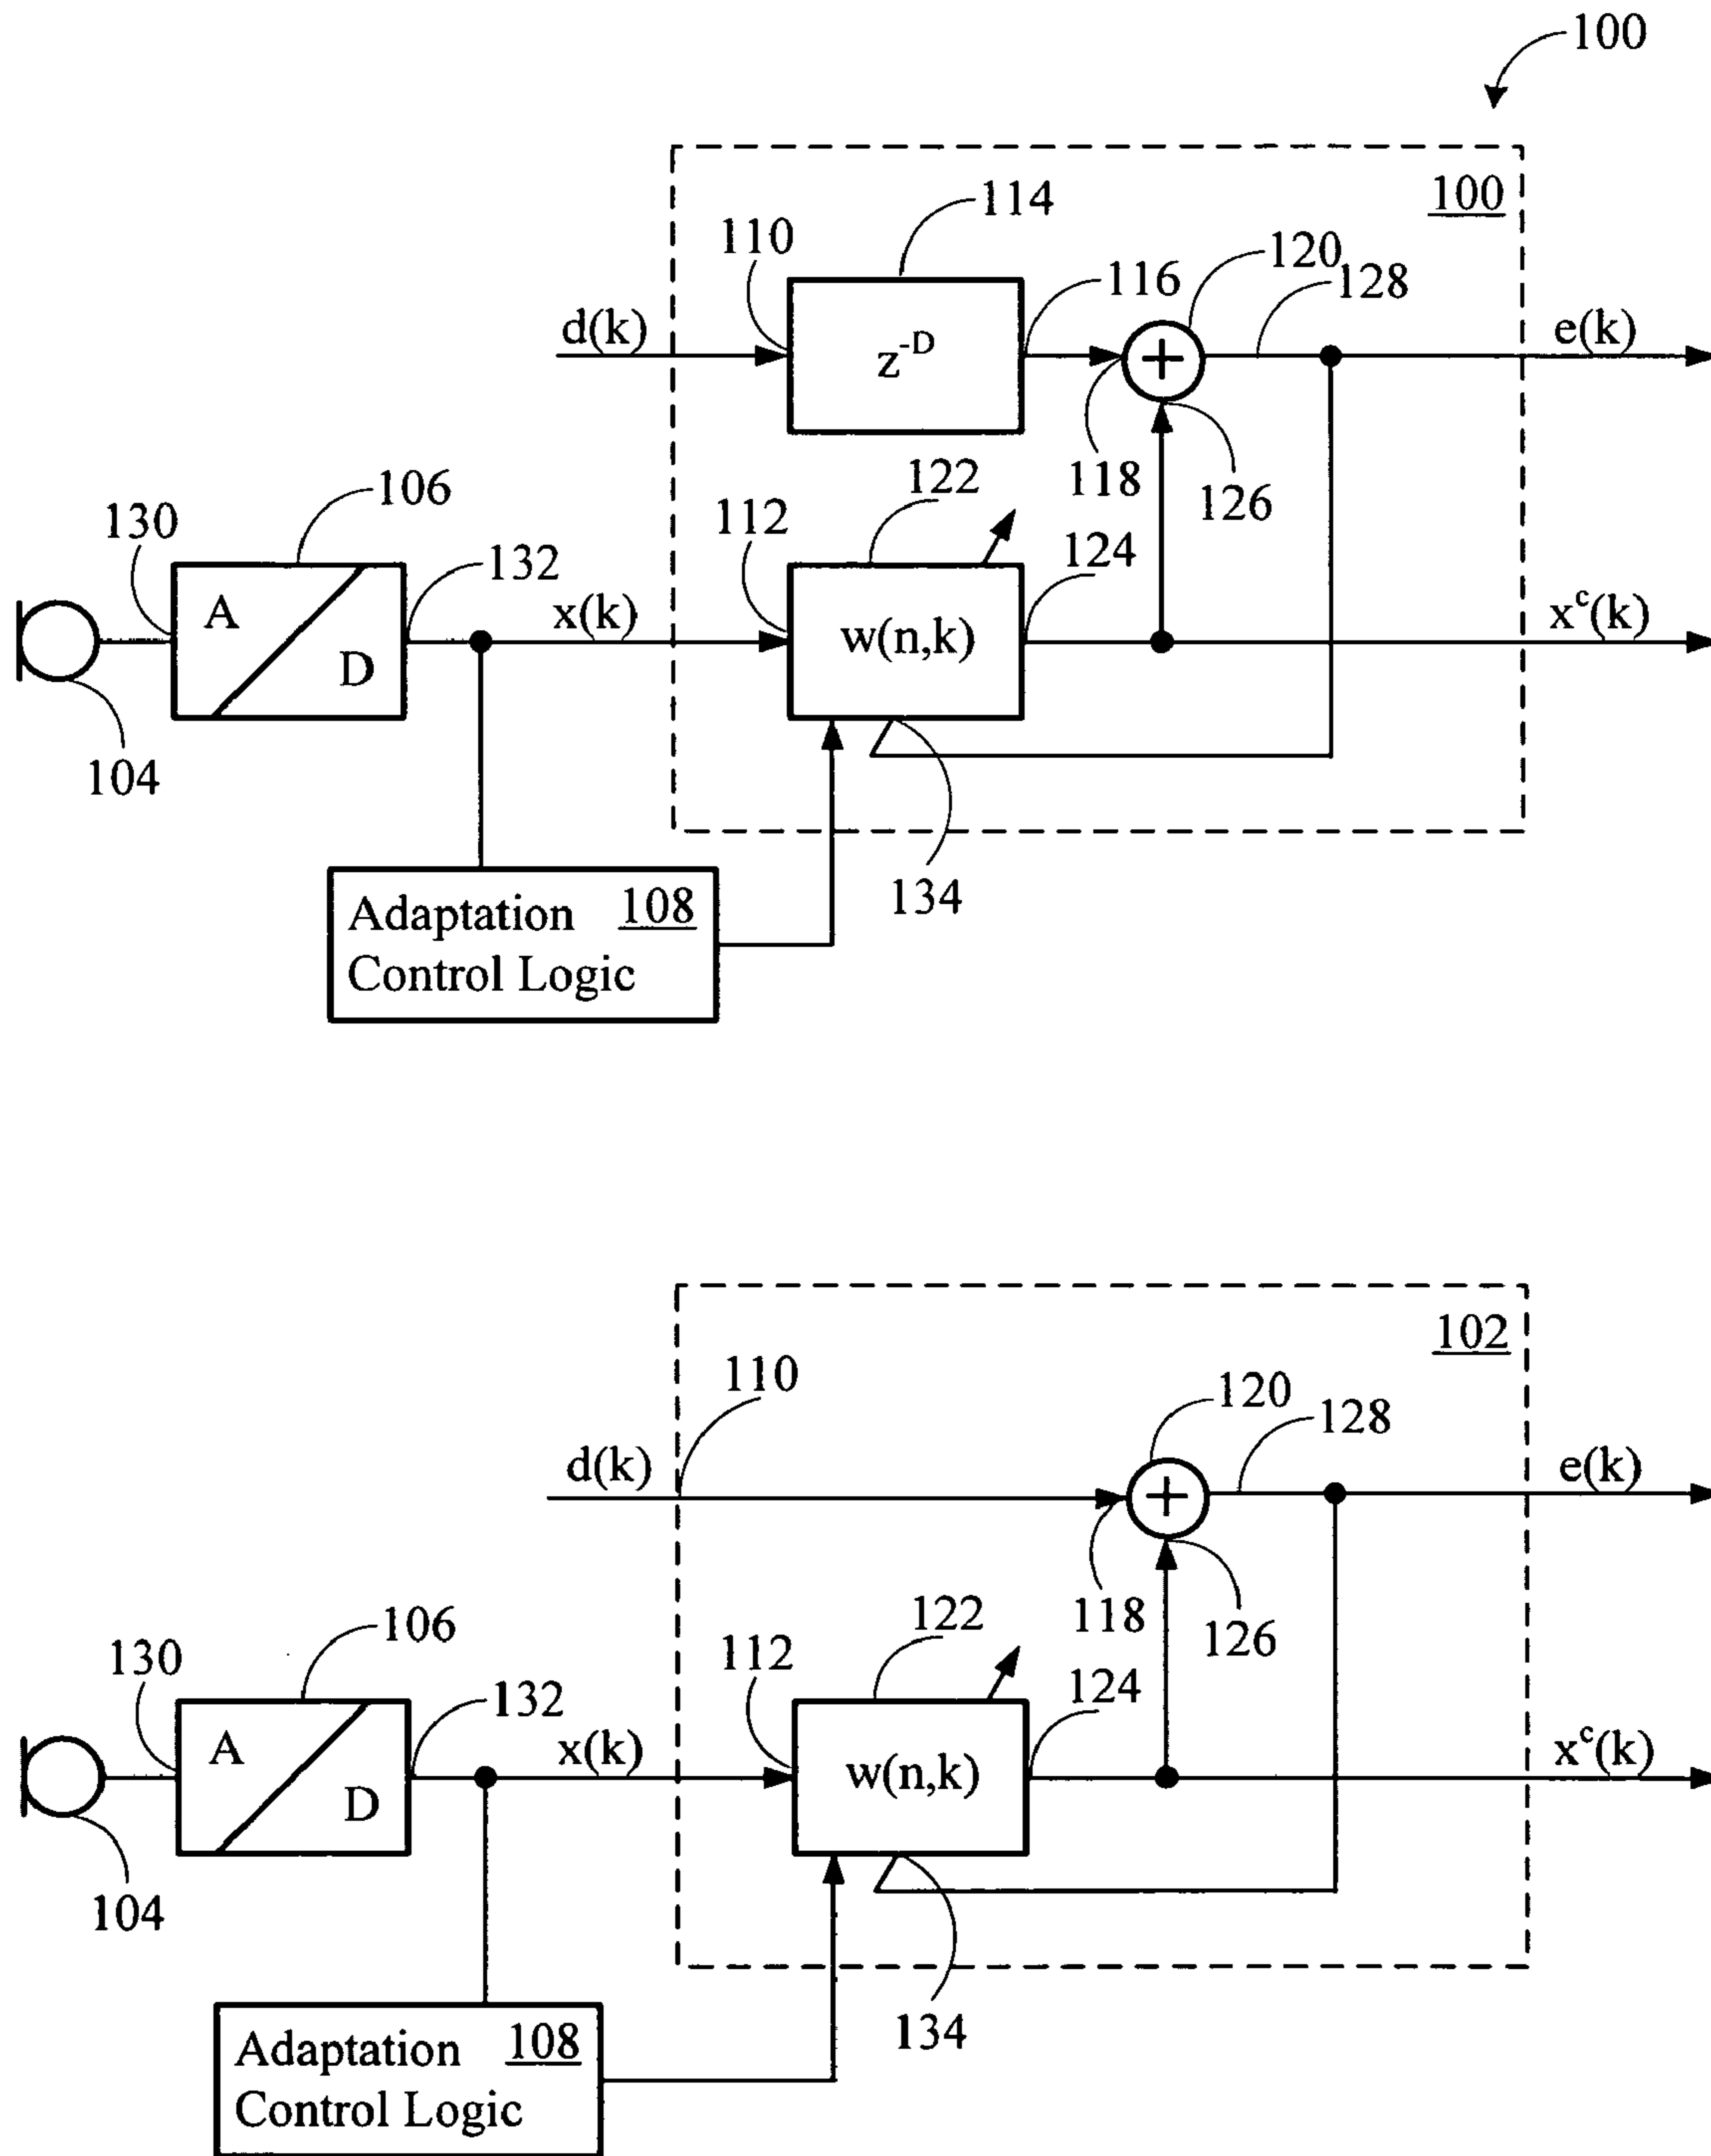 100
100
114
110
116
120
128
d(k)
z⁻ᴰ
+
e(k)
118
126
106
122
130
112
124
132
A
D
x(k)
w(n,k)
xᶜ(k)
104
134
Adaptation 108
Control Logic
102
110
120
128
d(k)
+
e(k)
118
126
106
122
130
112
124
132
A
D
x(k)
w(n,k)
xᶜ(k)
104
134
Adaptation 108
Control Logic